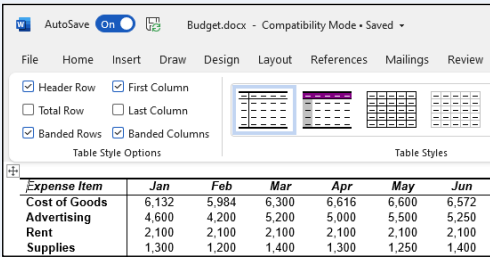 AutoSave On Budget.docx - Compatibility Mode • Saved
File Home Insert Draw Design Layout References Mailings Review
Header Row First Column
Total Row Last Column
Banded Rows Banded Columns
Table Style Options Table Styles
Expense Item Jan Feb Mar Apr May Jun
Cost of Goods 6,132 5,984 6,300 6,616 6,600 6,572
Advertising 4,600 4,200 5,200 5,000 5,500 5,250
Rent 2,100 2,100 2,100 2,100 2,100 2,100
Supplies 1,300 1,200 1,400 1,300 1,250 1,400